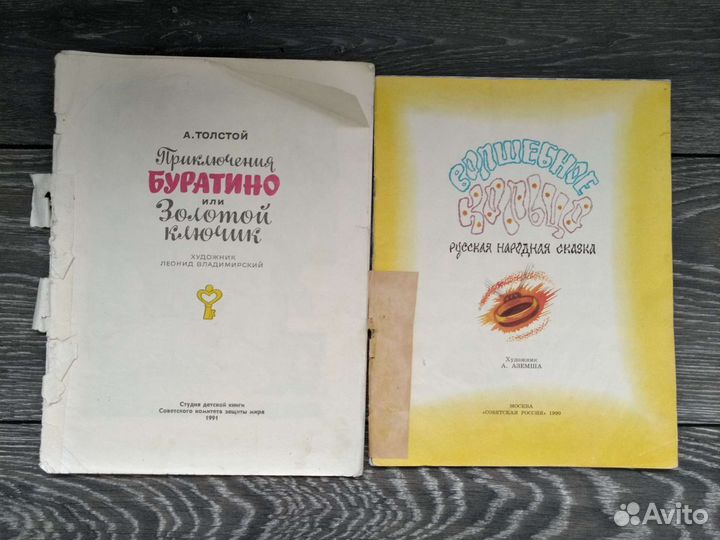 А. ТОЛСТОЙ
Приключения
БУРАТИНО
или
Золотой
ключик
ХУДОЖНИК
ЛЕОНИД ВЛАДИМИРСКИЙ
Студия детской книги
Советского комитета защиты мира
1991
ВОЛШЕБНОЕ
КОЛЬЦО
РУССКАЯ НАРОДНАЯ СКАЗКА
Художник
А. АЗЕМША
МОСКВА
«СОВЕТСКАЯ РОССИЯ» 1990
Avito